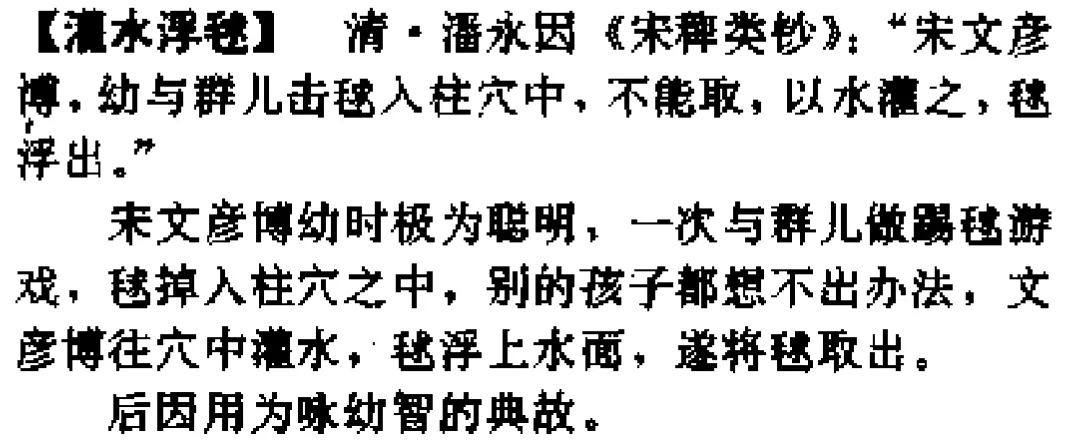 【灌水浮毬】 清·潘永因《宋稗类钞》：“宋文彦
博，幼与群儿击毬入柱穴中，不能取，以水灌之，毬
浮出。”
宋文彦博幼时极为聪明，一次与群儿做踢毬游
戏，毬掉入柱穴之中，别的孩子都想不出办法，文
彦博往穴中灌水，毬浮上水面，遂将毬取出。
后因用为咏幼智的典故。